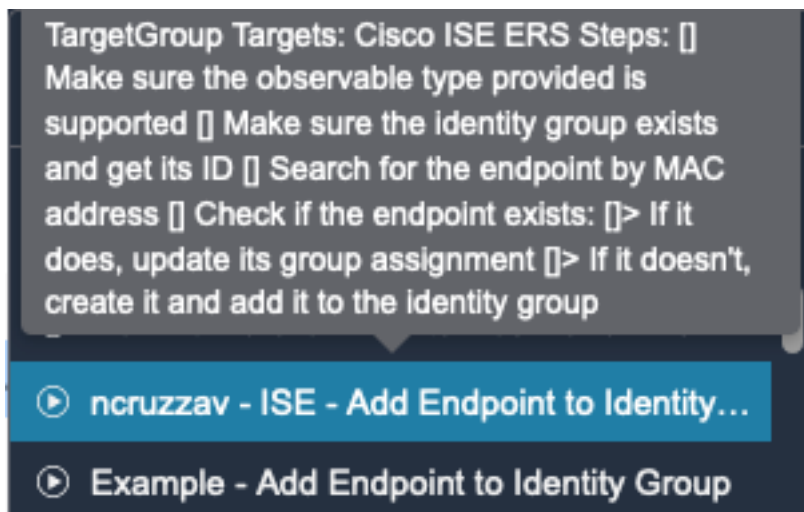 TargetGroup Targets: Cisco ISE ERS Steps: []
Make sure the observable type provided is
supported [] Make sure the identity group exists
and get its ID [] Search for the endpoint by MAC
address [] Check if the endpoint exists: []> If it
does, update its group assignment []> If it doesn't,
create it and add it to the identity group
ncruzzav - ISE - Add Endpoint to Identity...
Example - Add Endpoint to Identity Group